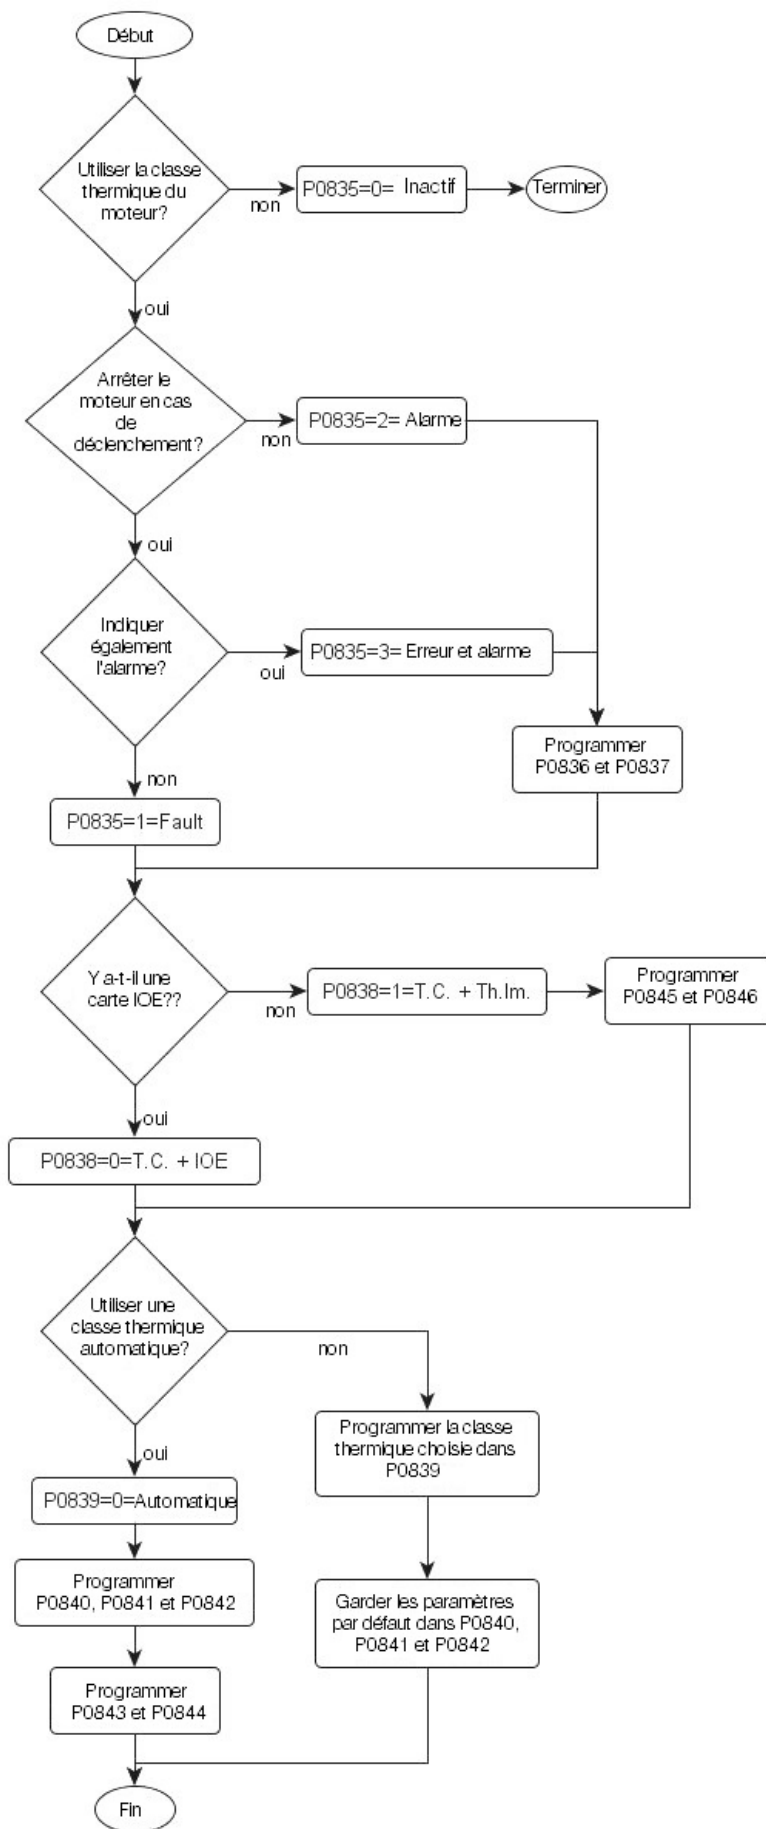 Début
Utiliser la classe
thermique du
moteur?
non
P0835=0= Inactif
Terminer
oui
Arrêter le
moteur en cas
de
déclenchement?
non
P0835=2= Alarme
oui
Indiquer
également
l'alarme?
oui
P0835=3= Erreur et alarme
Programmer
P0836 et P0837
non
P0835=1=Fault
Y a-t-il une
carte IOE??
non
P0838=1=T.C. + Th.Im.
Programmer
P0845 et P0846
oui
P0838=0=T.C. + IOE
Utiliser une
classe thermique
automatique?
non
Programmer la classe
thermique choisie dans
P0839
oui
P0839=0=Automatique
Programmer
P0840, P0841 et P0842
Garder les paramètres
par défaut dans P0840,
P0841 et P0842
Programmer
P0843 et P0844
Fin